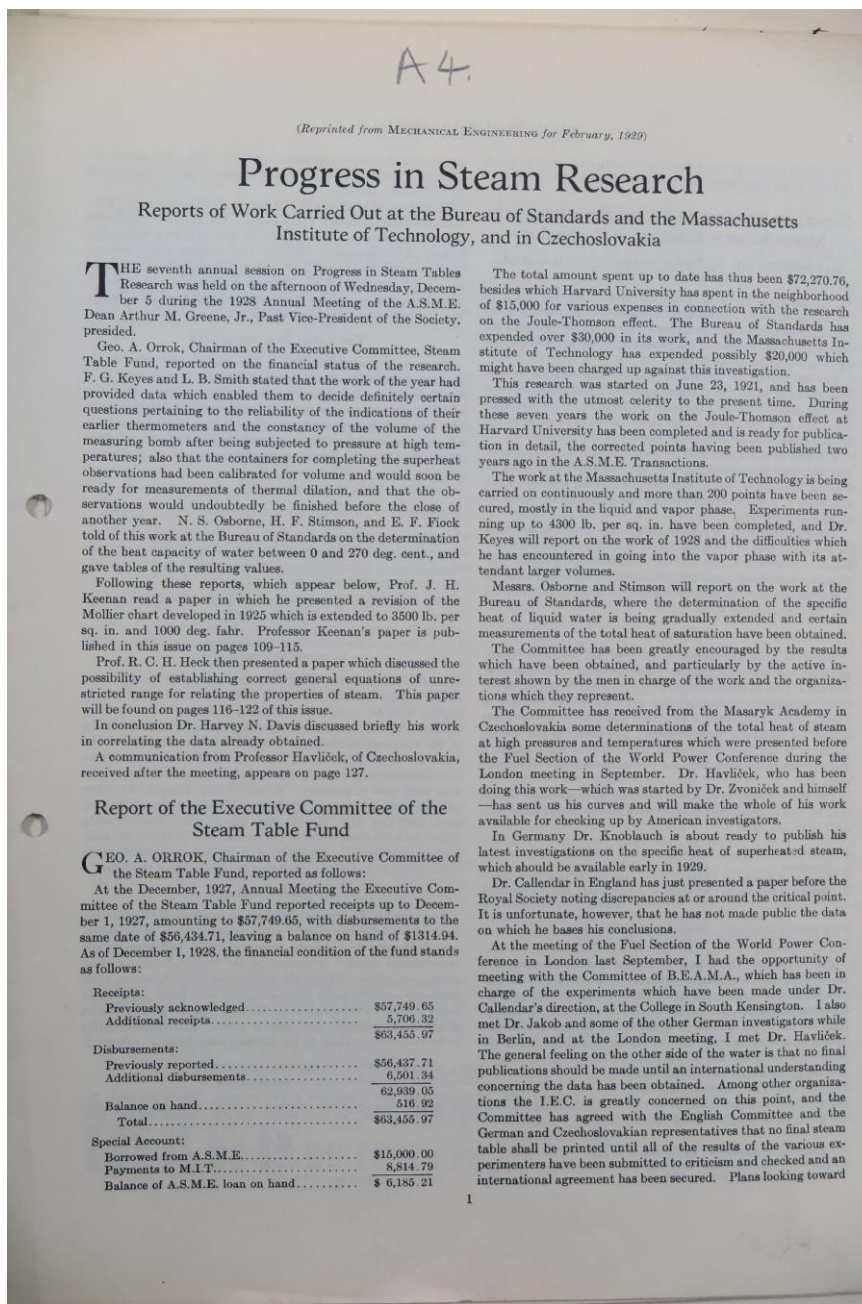 A4.
(Reprinted from MECHANICAL ENGINEERING for February, 1929)
Progress in Steam Research
Reports of Work Carried Out at the Bureau of Standards and the Massachusetts
Institute of Technology, and in Czechoslovakia
THE seventh annual session on Progress in Steam Tables
Research was held on the afternoon of Wednesday, Decem-
ber 5 during the 1928 Annual Meeting of the A.S.M.E.
Dean Arthur M. Greene, Jr., Past Vice-President of the Society,
presided.
Geo. A. Orrok, Chairman of the Executive Committee, Steam
Table Fund, reported on the financial status of the research.
F. G. Keyes and L. B. Smith stated that the work of the year had
provided data which enabled them to decide definitely certain
questions pertaining to the reliability of the indications of their
earlier thermometers and the constancy of the volume of the
measuring bomb after being subjected to pressure at high tem-
peratures; also that the containers for completing the superheat
observations had been calibrated for volume and would soon be
ready for measurements of thermal dilation, and that the ob-
servations would undoubtedly be finished before the close of
another year. N. S. Osborne, H. F. Stimson, and E. F. Fiock
told of this work at the Bureau of Standards on the determination
of the heat capacity of water between 0 and 270 deg. cent., and
gave tables of the resulting values.
Following these reports, which appear below, Prof. J. H.
Keenan read a paper in which he presented a revision of the
Mollier chart developed in 1925 which is extended to 3500 lb. per
sq. in. and 1000 deg. fahr. Professor Keenan's paper is pub-
lished in this issue on pages 109-115.
Prof. R. C. H. Heck then presented a paper which discussed the
possibility of establishing correct general equations of unre-
stricted range for relating the properties of steam. This paper
will be found on pages 116-122 of this issue.
In conclusion Dr. Harvey N. Davis discussed briefly his work
in correlating the data already obtained.
A communication from Professor Havlíček, of Czechoslovakia,
received after the meeting, appears on page 127.
Report of the Executive Committee of the
Steam Table Fund
GEO. A. ORROK, Chairman of the Executive Committee of
the Steam Table Fund, reported as follows:
At the December, 1927, Annual Meeting the Executive Com-
mittee of the Steam Table Fund reported receipts up to Decem-
ber 1, 1927, amounting to $57,749.65, with disbursements to the
same date of $56,434.71, leaving a balance on hand of $1314.94.
As of December 1, 1928, the financial condition of the fund stands
as follows:
Receipts:
Previously acknowledged.................. $57,749.65
Additional receipts...................... 5,706.32
$63,455.97
Disbursements:
Previously reported...................... $56,437.71
Additional disbursements................. 6,501.34
62,939.05
Balance on hand......................... 516.92
Total................................ $63,455.97
Special Account:
Borrowed from A.S.M.E................... $15,000.00
Payments to M.I.T....................... 8,814.79
Balance of A.S.M.E. loan on hand.......... $ 6,185.21
The total amount spent up to date has thus been $72,270.76,
besides which Harvard University has spent in the neighborhood
of $15,000 for various expenses in connection with the research
on the Joule-Thomson effect. The Bureau of Standards has
expended over $30,000 in its work, and the Massachusetts In-
stitute of Technology has expended possibly $20,000 which
might have been charged up against this investigation.
This research was started on June 23, 1921, and has been
pressed with the utmost celerity to the present time. During
these seven years the work on the Joule-Thomson effect at
Harvard University has been completed and is ready for publica-
tion in detail, the corrected points having been published two
years ago in the A.S.M.E. Transactions.
The work at the Massachusetts Institute of Technology is being
carried on continuously and more than 200 points have been se-
cured, mostly in the liquid and vapor phase. Experiments run-
ning up to 4300 lb. per sq. in. have been completed, and Dr.
Keyes will report on the work of 1928 and the difficulties which
he has encountered in going into the vapor phase with its at-
tendant larger volumes.
Messrs. Osborne and Stimson will report on the work at the
Bureau of Standards, where the determination of the specific
heat of liquid water is being gradually extended and certain
measurements of the total heat of saturation have been obtained.
The Committee has been greatly encouraged by the results
which have been obtained, and particularly by the active in-
terest shown by the men in charge of the work and the organiza-
tions which they represent.
The Committee has received from the Masaryk Academy in
Czechoslovakia some determinations of the total heat of steam
at high pressures and temperatures which were presented before
the Fuel Section of the World Power Conference during the
London meeting in September. Dr. Havlíček, who has been
doing this work—which was started by Dr. Zvoníček and himself
—has sent us his curves and will make the whole of his work
available for checking up by American investigators.
In Germany Dr. Knoblauch is about ready to publish his
latest investigations on the specific heat of superheated steam,
which should be available early in 1929.
Dr. Callendar in England has just presented a paper before the
Royal Society noting discrepancies at or around the critical point.
It is unfortunate, however, that he has not made public the data
on which he bases his conclusions.
At the meeting of the Fuel Section of the World Power Con-
ference in London last September, I had the opportunity of
meeting with the Committee of B.E.A.M.A., which has been in
charge of the experiments which have been made under Dr.
Callendar's direction, at the College in South Kensington. I also
met Dr. Jakob and some of the other German investigators while
in Berlin, and at the London meeting, I met Dr. Havlíček.
The general feeling on the other side of the water is that no final
publications should be made until an international understanding
concerning the data has been obtained. Among other organiza-
tions the I.E.C. is greatly concerned on this point, and the
Committee has agreed with the English Committee and the
German and Czechoslovakian representatives that no final steam
table shall be printed until all of the results of the various ex-
perimenters have been submitted to criticism and checked and an
international agreement has been secured. Plans looking toward
1